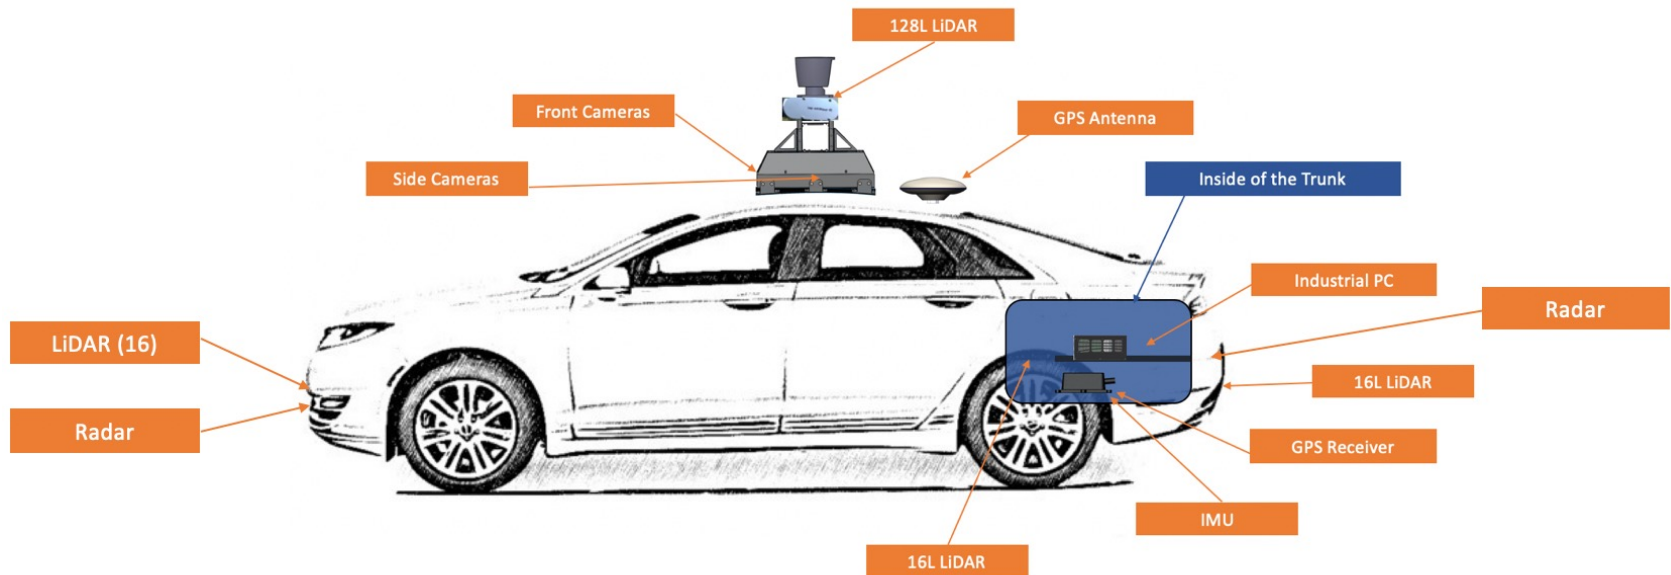 128L LiDAR
Front Cameras
GPS Antenna
Side Cameras
Inside of the Trunk
Industrial PC
Radar
LiDAR (16)
16L LiDAR
Radar
GPS Receiver
IMU
16L LiDAR